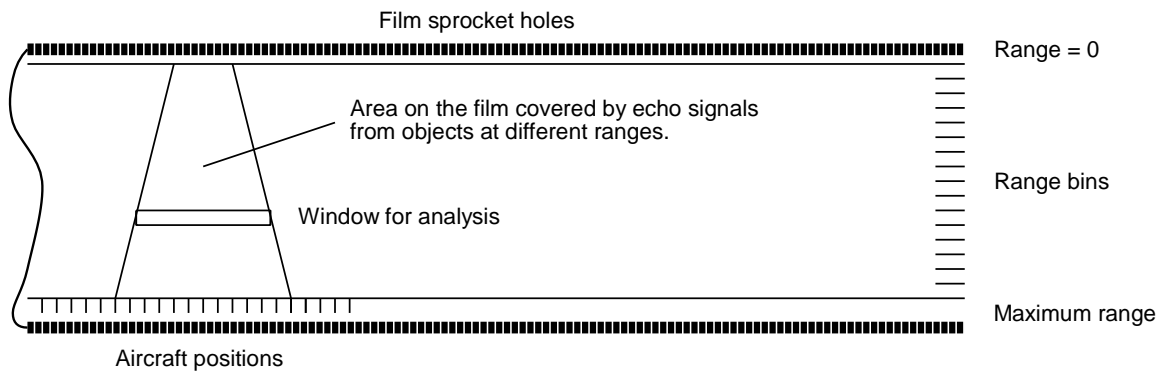 Film sprocket holes
Range = 0
Area on the film covered by echo signals
from objects at different ranges.
Range bins
Window for analysis
Maximum range
Aircraft positions